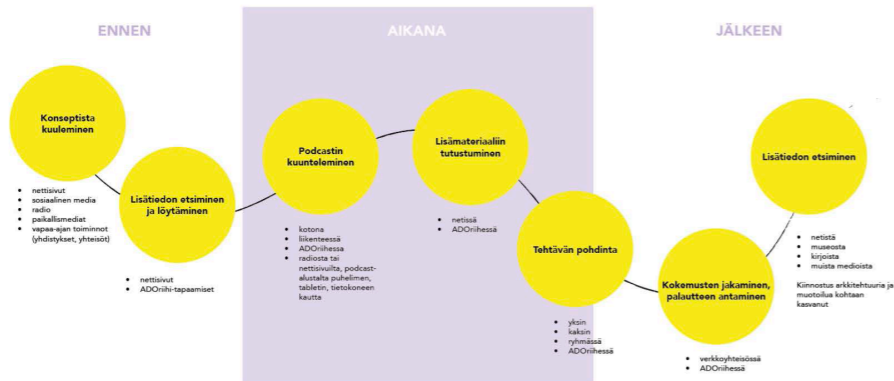 ENNEN
AIKANA
JÄLKEEN
Konseptista
kuuleminen
• nettisivut
• sosiaalinen media
• radio
• paikallismediat
• vapaa-ajan toiminnot
(yhdistykset, yhteisöt)
Lisätiedon etsiminen
ja löytäminen
• nettisivut
• ADOriihi-tapaamiset
Podcastin
kuunteleminen
• kotona
• liikenteessä
• ADOriihessa
• radiosta tai
nettisivuilta, podcast-
alustalta puhelimen,
tabletin, tietokoneen
kautta
Lisämateriaaliin
tutustuminen
• netissä
• ADOriihessä
Tehtävän pohdinta
• yksin
• kaksin
• ryhmässä
• ADOriihessä
Kokemusten jakaminen,
palautteen antaminen
• verkkoyhteisössä
• ADOriihessä
Lisätiedon etsiminen
• netistä
• museosta
• kirjoista
• muista medioista
Kiinnostus arkkitehtuuria ja
muotoilua kohtaan
kasvanut